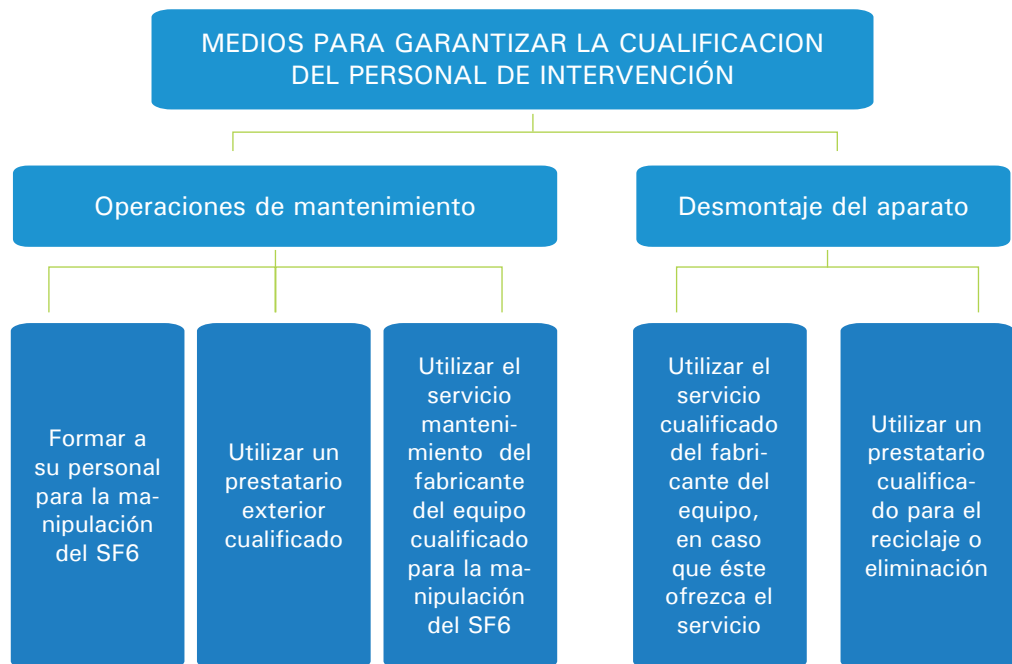 MEDIOS PARA GARANTIZAR LA CUALIFICACION
DEL PERSONAL DE INTERVENCIÓN
Operaciones de mantenimiento
Desmontaje del aparato
Formar a
su personal
para la ma-
nipulación
del SF6
Utilizar un
prestatario
exterior
cualificado
Utilizar el
servicio
manteni-
miento del
fabricante
del equipo
cualificado
para la ma-
nipulación
del SF6
Utilizar el
servicio
cualificado
del fabri-
cante del
equipo,
en caso
que éste
ofrezca el
servicio
Utilizar un
prestatario
cualifica-
do para el
reciclaje o
eliminación